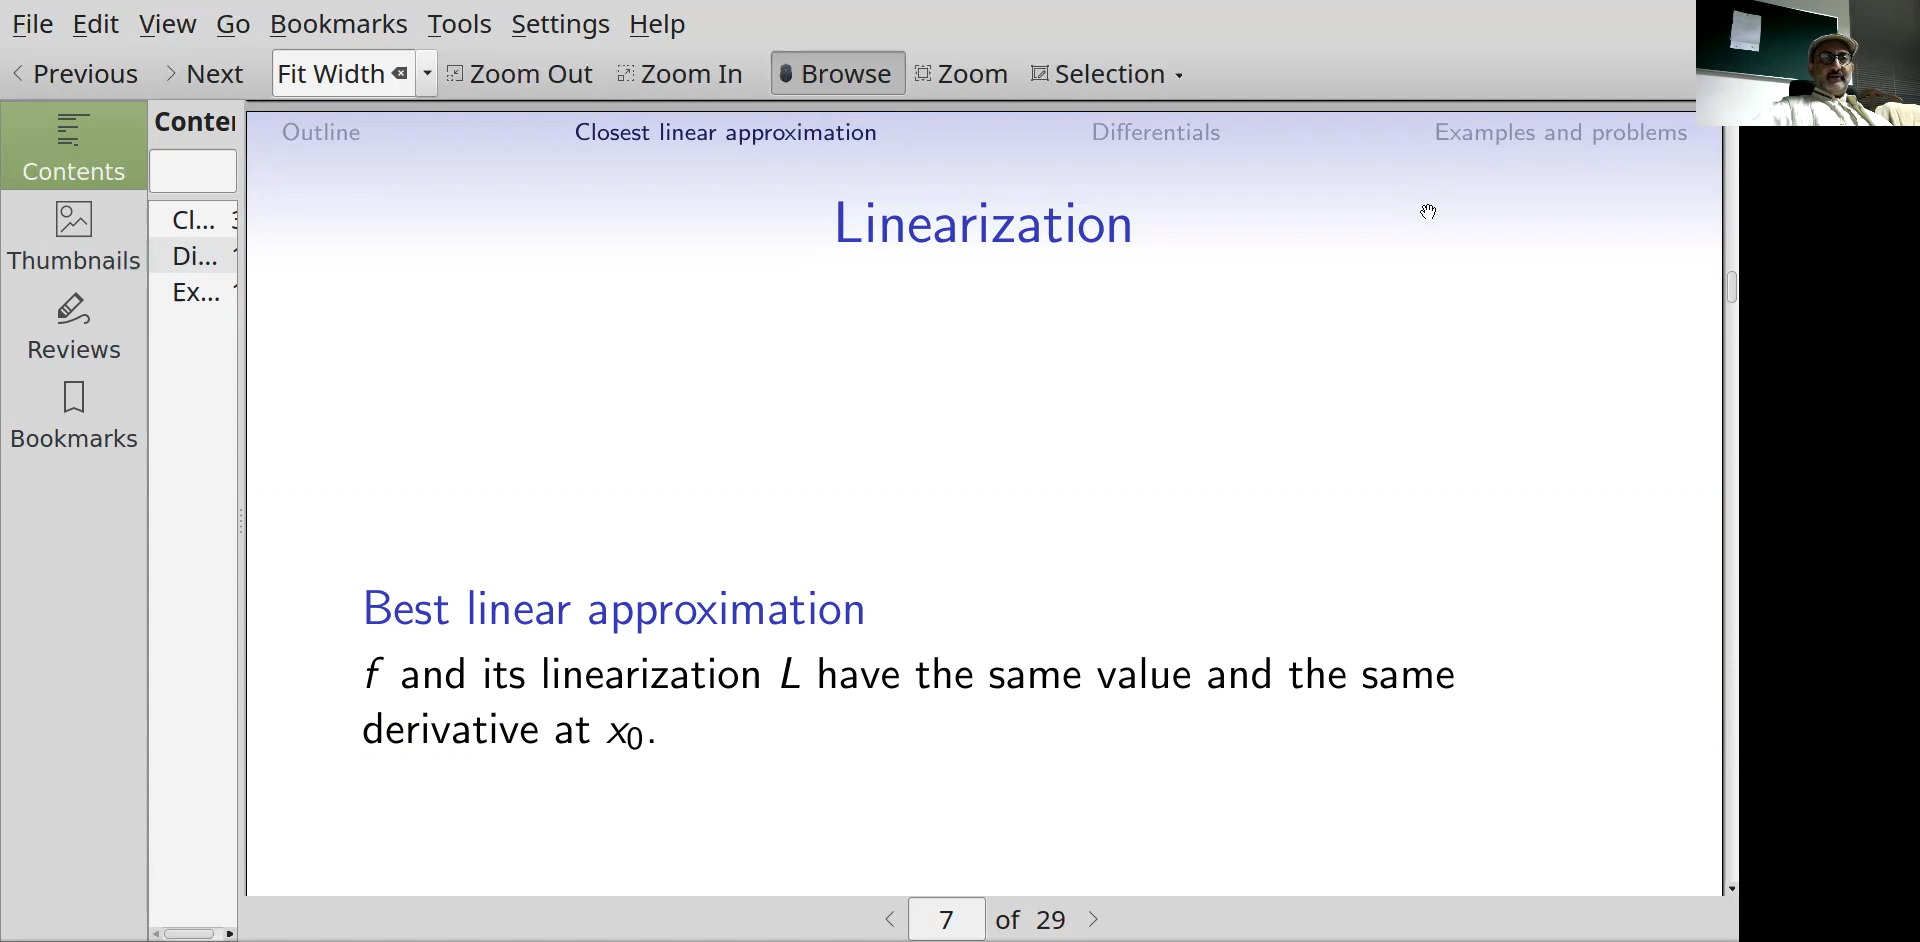 File Edit View Go Bookmarks Tools Settings Help
Previous Next Fit Width Zoom Out Zoom In Browse Zoom Selection
Contents
Thumbnails
Reviews
Bookmarks
Conte
Cl...
Di...
Ex...
Outline Closest linear approximation Differentials Examples and problems
Linearization
Best linear approximation
f and its linearization L have the same value and the same
derivative at x₀.
7 of 29